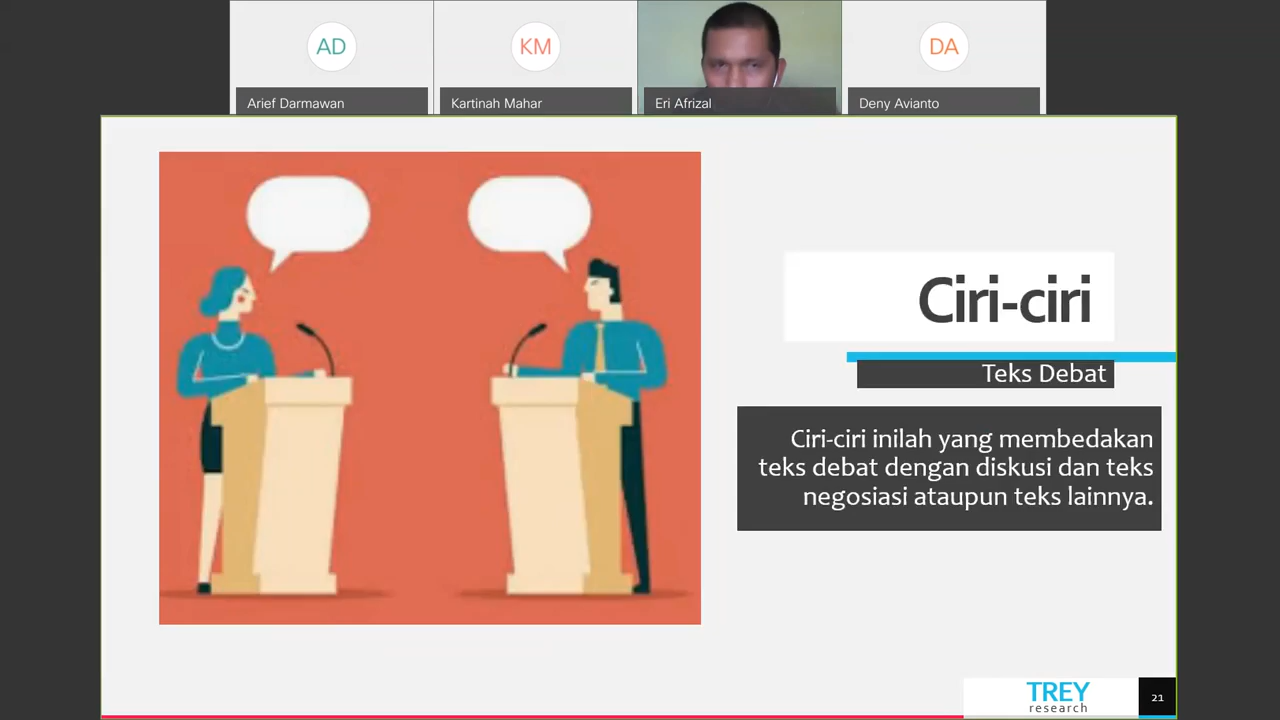 AD
KM
DA
Arief Darmawan
Kartinah Mahar
Eri Afrizal
Deny Avianto
Ciri-ciri
Teks Debat
Ciri-ciri inilah yang membedakan
teks debat dengan diskusi dan teks
negosiasi ataupun teks lainnya.
TREY
research
21